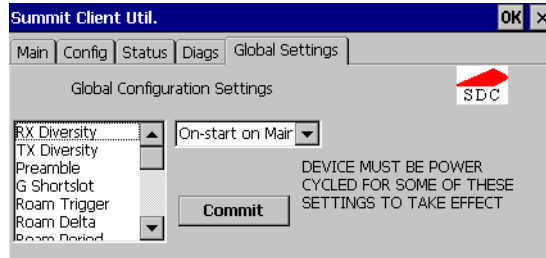 Summit Client Util.
OK ×
Main Config Status Diags Global Settings
Global Configuration Settings
SDC
RX Diversity
On-start on Mair
TX Diversity
Preamble
G Shortslot
Roam Trigger
Roam Delta
Roam Period
Commit
DEVICE MUST BE POWER
CYCLED FOR SOME OF THESE
SETTINGS TO TAKE EFFECT